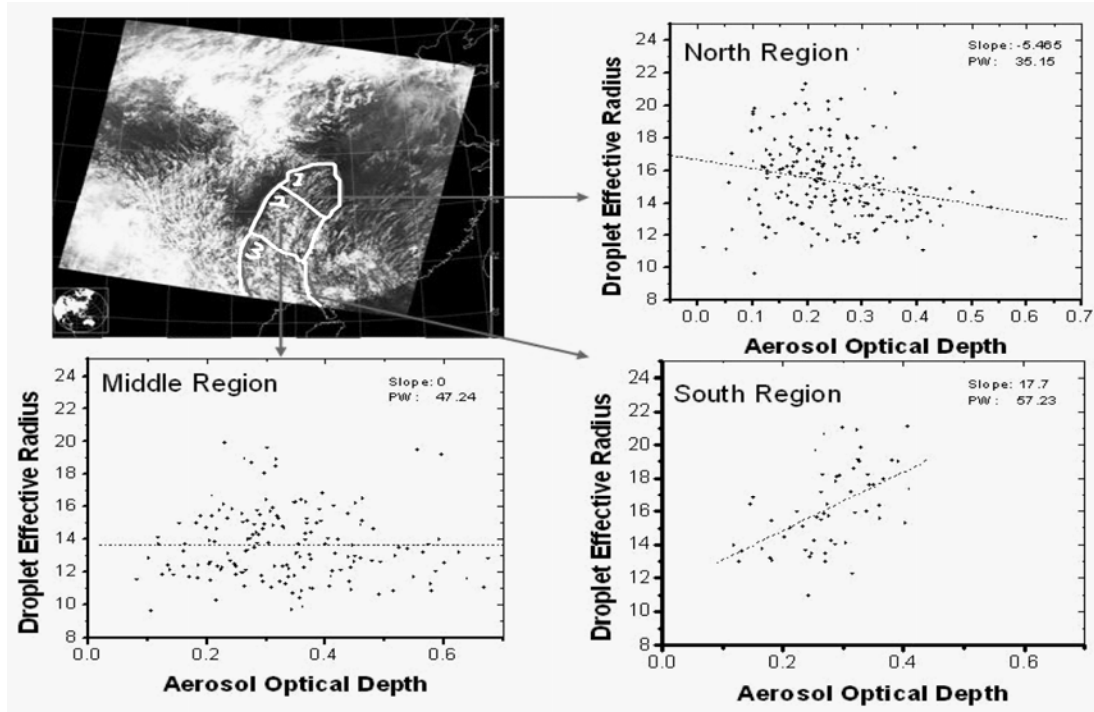 2
1
3
North Region
Slope: -5.465
PW: 35.15
Droplet Effective Radius
24
22
20
18
16
14
12
10
8
0.0 0.1 0.2 0.3 0.4 0.5 0.6 0.7
Aerosol Optical Depth
Middle Region
Slope: 0
PW: 47.24
Droplet Effective Radius
24
22
20
18
16
14
12
10
8
0.0 0.2 0.4 0.6
Aerosol Optical Depth
South Region
Slope: 17.7
PW: 57.23
Droplet Effective Radius
24
22
20
18
16
14
12
10
8
0.0 0.2 0.4 0.6
Aerosol Optical Depth